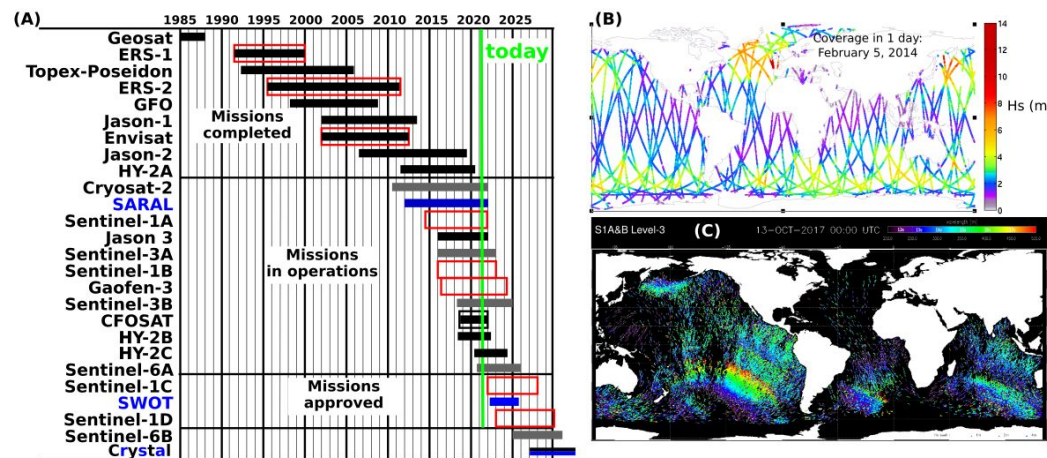 (A)
1985 1990 1995 2000 2005 2010 2015 2020 2025
Geosat
today
ERS-1
Topex-Poseidon
ERS-2
GFO
Missions
completed
Jason-1
Envisat
Jason-2
HY-2A
Cryosat-2
SARAL
Sentinel-1A
Jason 3
Sentinel-3A
Missions
in operations
Sentinel-1B
Gaofen-3
Sentinel-3B
CFOSAT
HY-2B
HY-2C
Sentinel-6A
Sentinel-1C
Missions
approved
SWOT
Sentinel-1D
Sentinel-6B
Crystal
(B)
Coverage in 1 day:
February 5, 2014
14
12
10
8
Hs (m
6
4
2
0
S1A&B Level-3
(C)
13-OCT-2017 00:00 UTC